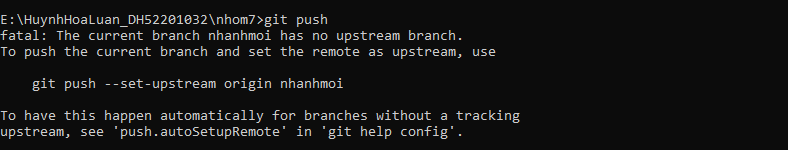 E:\HuynhHoaLuan_DH52201032\nhom7>git push
fatal: The current branch nhanhmoi has no upstream branch.
To push the current branch and set the remote as upstream, use
git push --set-upstream origin nhanhmoi
To have this happen automatically for branches without a tracking
upstream, see 'push.autoSetupRemote' in 'git help config'.